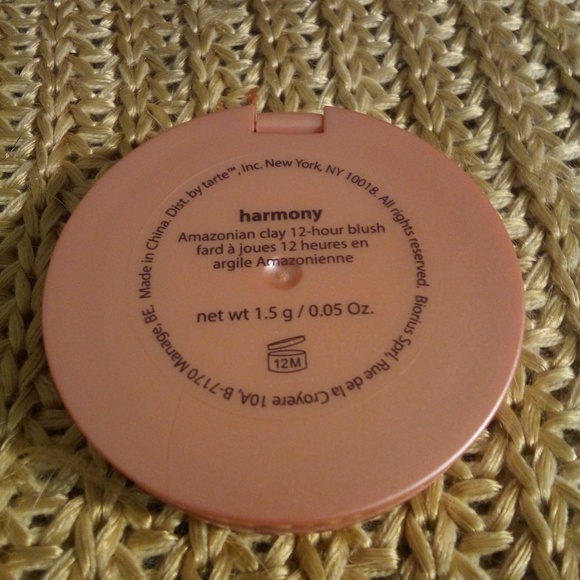 harmony
Amazonian clay 12-hour blush
fard à joues 12 heures en
argile Amazonienne
net wt 1.5 g / 0.05 Oz.
12M
Made in China. Dist. by tarte™, Inc. New York, NY 10018. All rights reserved. Biorius Sprl, Rue de la Croyere 10A, B-7170 Manage, BE.